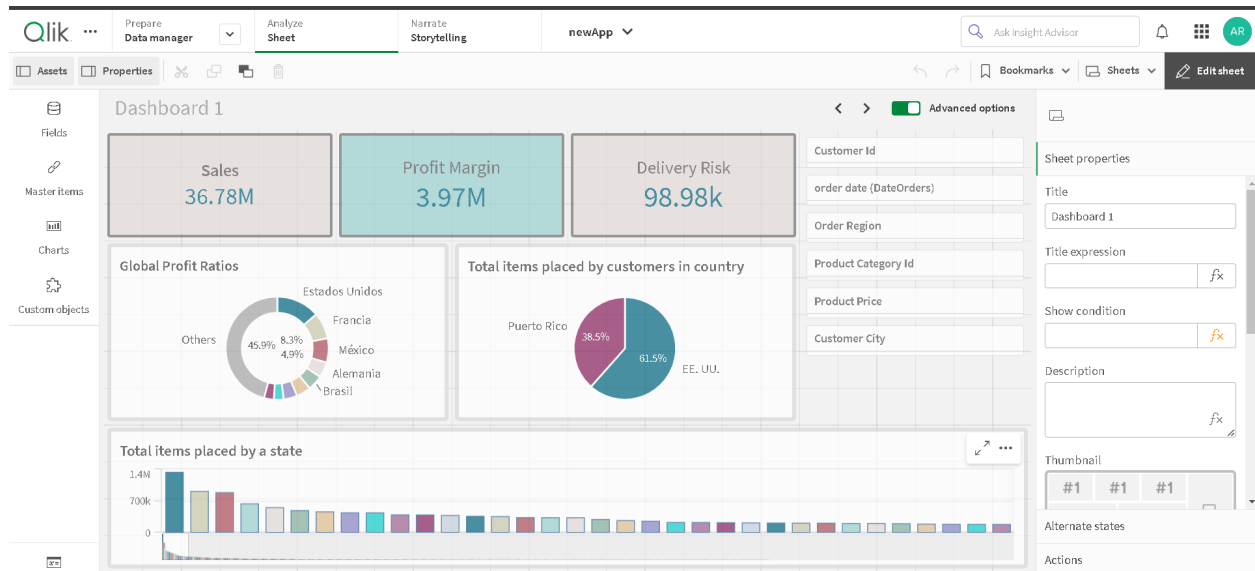 Qlik
Prepare
Data manager
Analyze
Sheet
Narrate
Storytelling
newApp
Ask Insight Advisor
AR
Assets
Properties
Bookmarks
Sheets
Edit sheet
Fields
Master items
Charts
Custom objects
Dashboard 1
Advanced options
Sales
36.78M
Profit Margin
3.97M
Delivery Risk
98.98k
Customer Id
order date (DateOrders)
Order Region
Product Category Id
Product Price
Customer City
Global Profit Ratios
Estados Unidos
Francia
México
Alemania
Brasil
Others
45.9%
8.3%
4.9%
Total items placed by customers in country
Puerto Rico
38.5%
61.5%
EE. UU.
Total items placed by a state
1.4M
700k
0
Sheet properties
Title
Dashboard 1
Title expression
fx
Show condition
fx
Description
fx
Thumbnail
#1 #1 #1
Alternate states
Actions